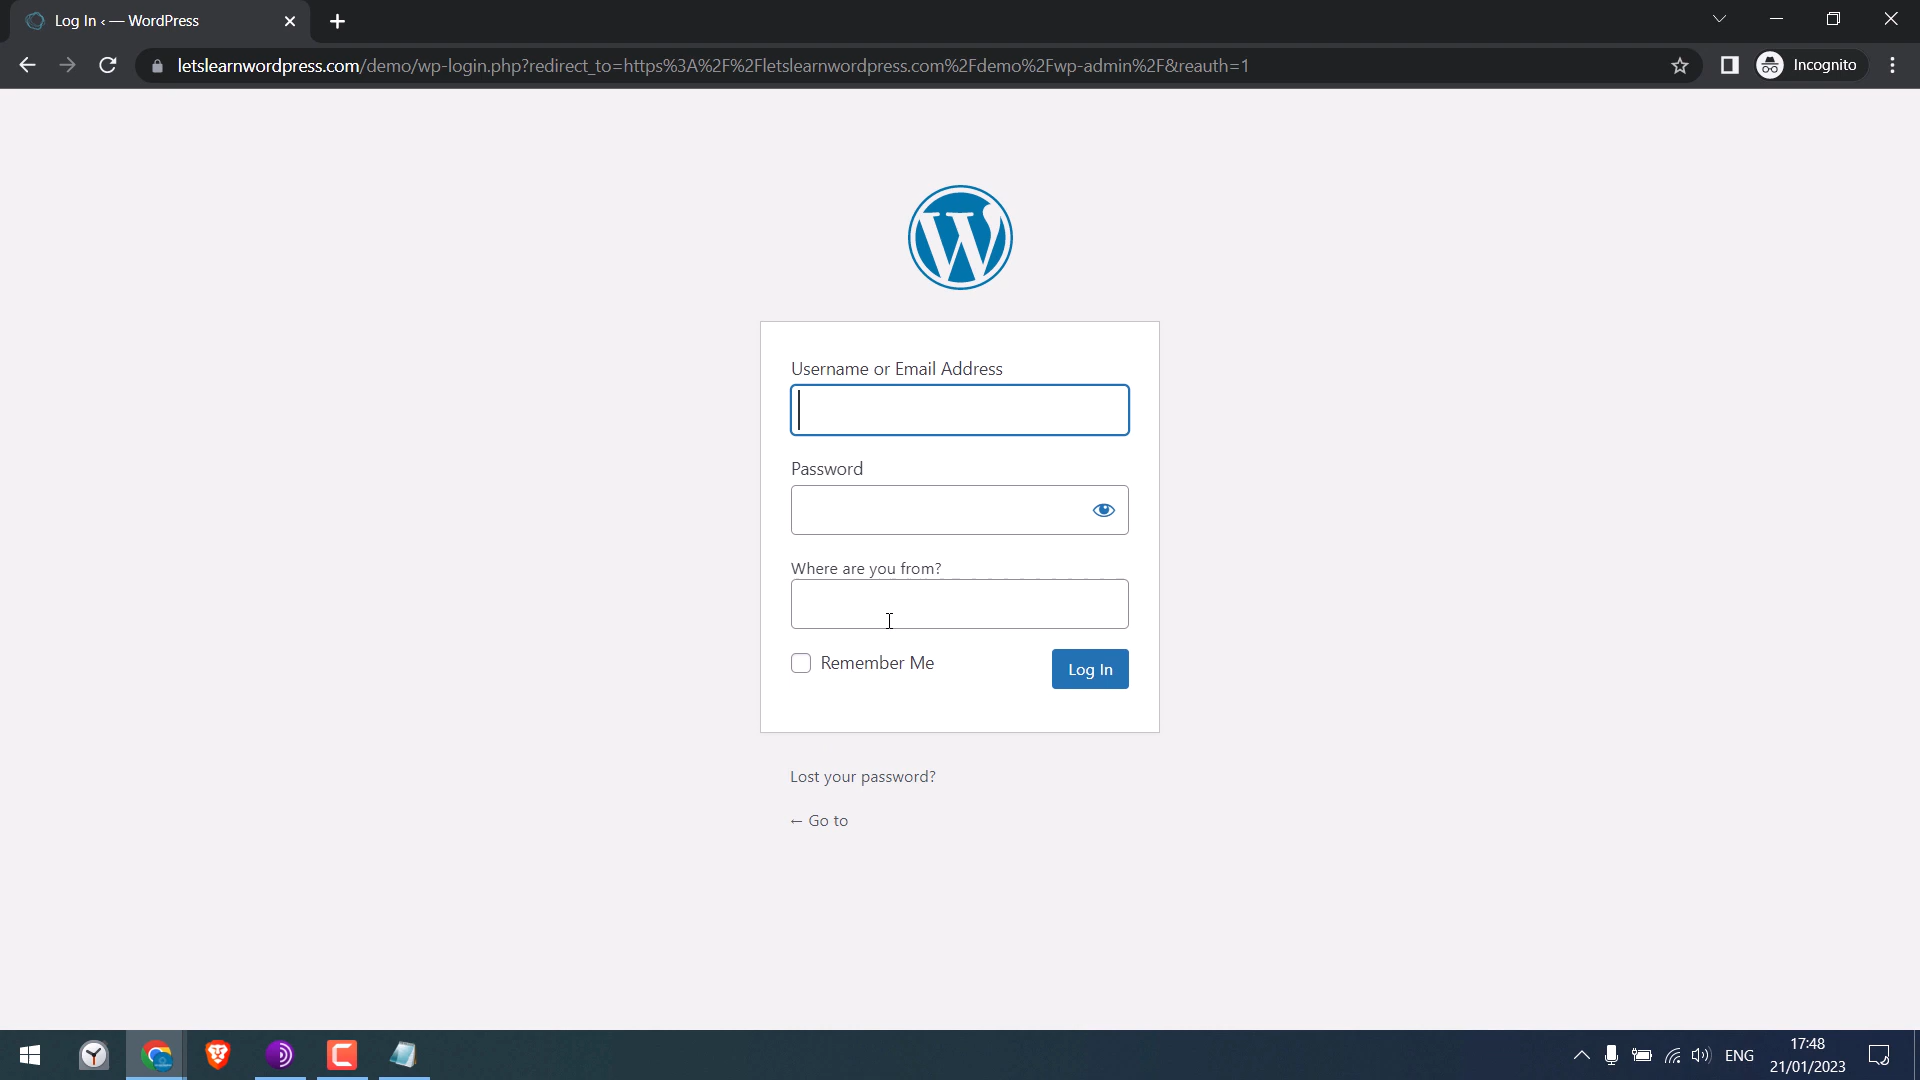 Log In ‹ — WordPress
letslearnwordpress.com/demo/wp-login.php?redirect_to=https%3A%2F%2Fletslearnwordpress.com%2Fdemo%2Fwp-admin%2F&reauth=1
Incognito
Username or Email Address
Password
Where are you from?
Remember Me
Log In
Lost your password?
← Go to
ENG
17:48
21/01/2023